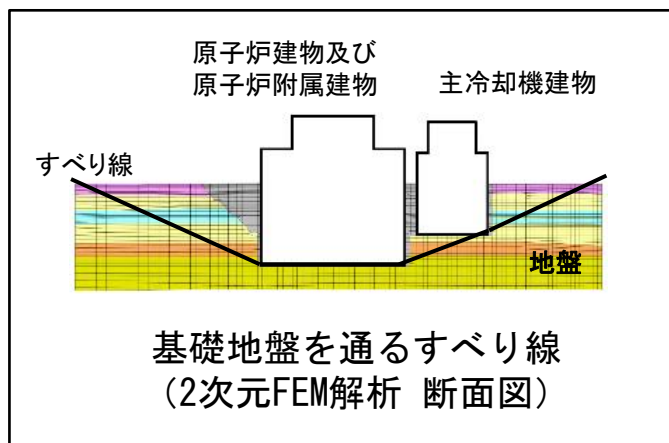 原子炉建物及び
原子炉附属建物
主冷却機建物
すべり線
地盤
基礎地盤を通るすべり線
(2次元FEM解析 断面図)